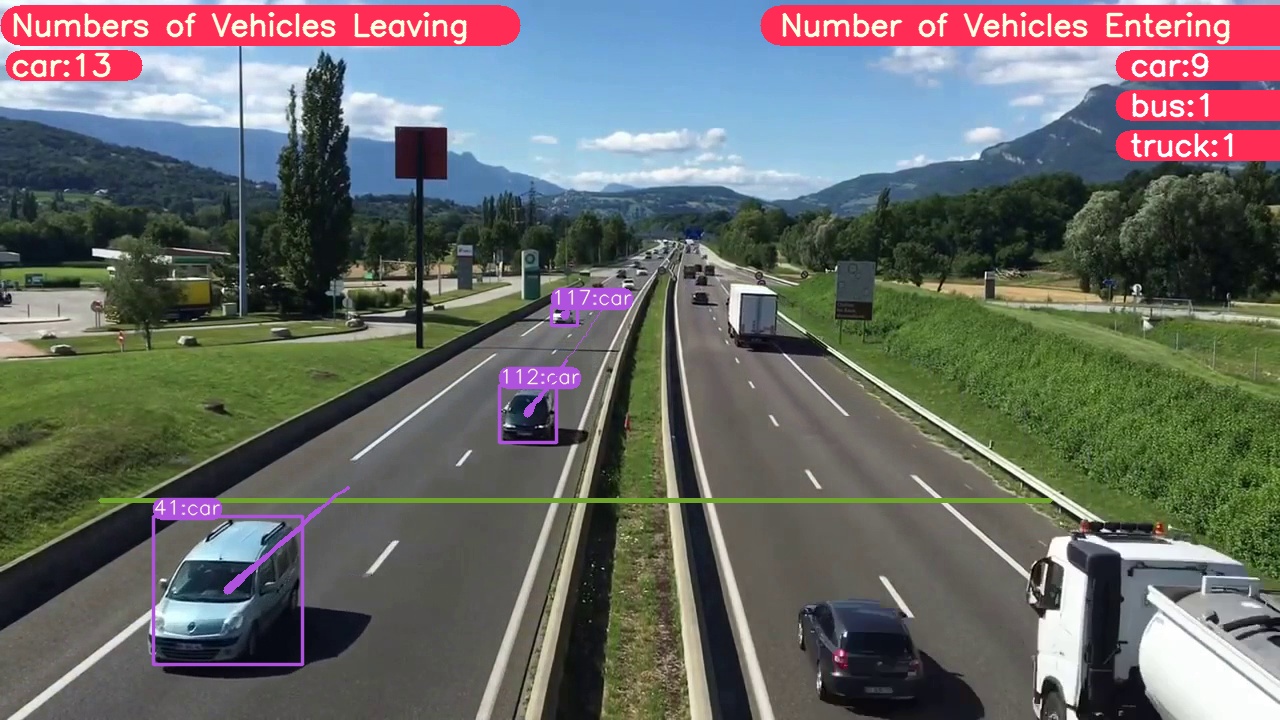 Numbers of Vehicles Leaving
Number of Vehicles Entering
car:13
car:9
bus:1
truck:1
117:car
112:car
41:car
bp